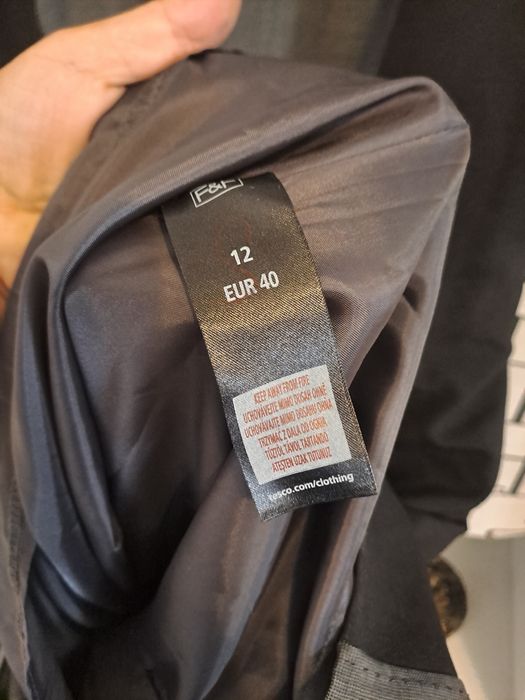 F&F
12
EUR 40
KEEP AWAY FROM FIRE
UCHOVÁVEJTE MIMO DOSAH OHNĚ
UCHOVÁVAJTE MIMO DOSAHU OHŇA
TRZYMAĆ Z DALA OD OGNIA
TŰZTŐL TÁVOL TARTANDÓ
ATEŞTEN UZAK TUTUNUZ
tesco.com/clothing